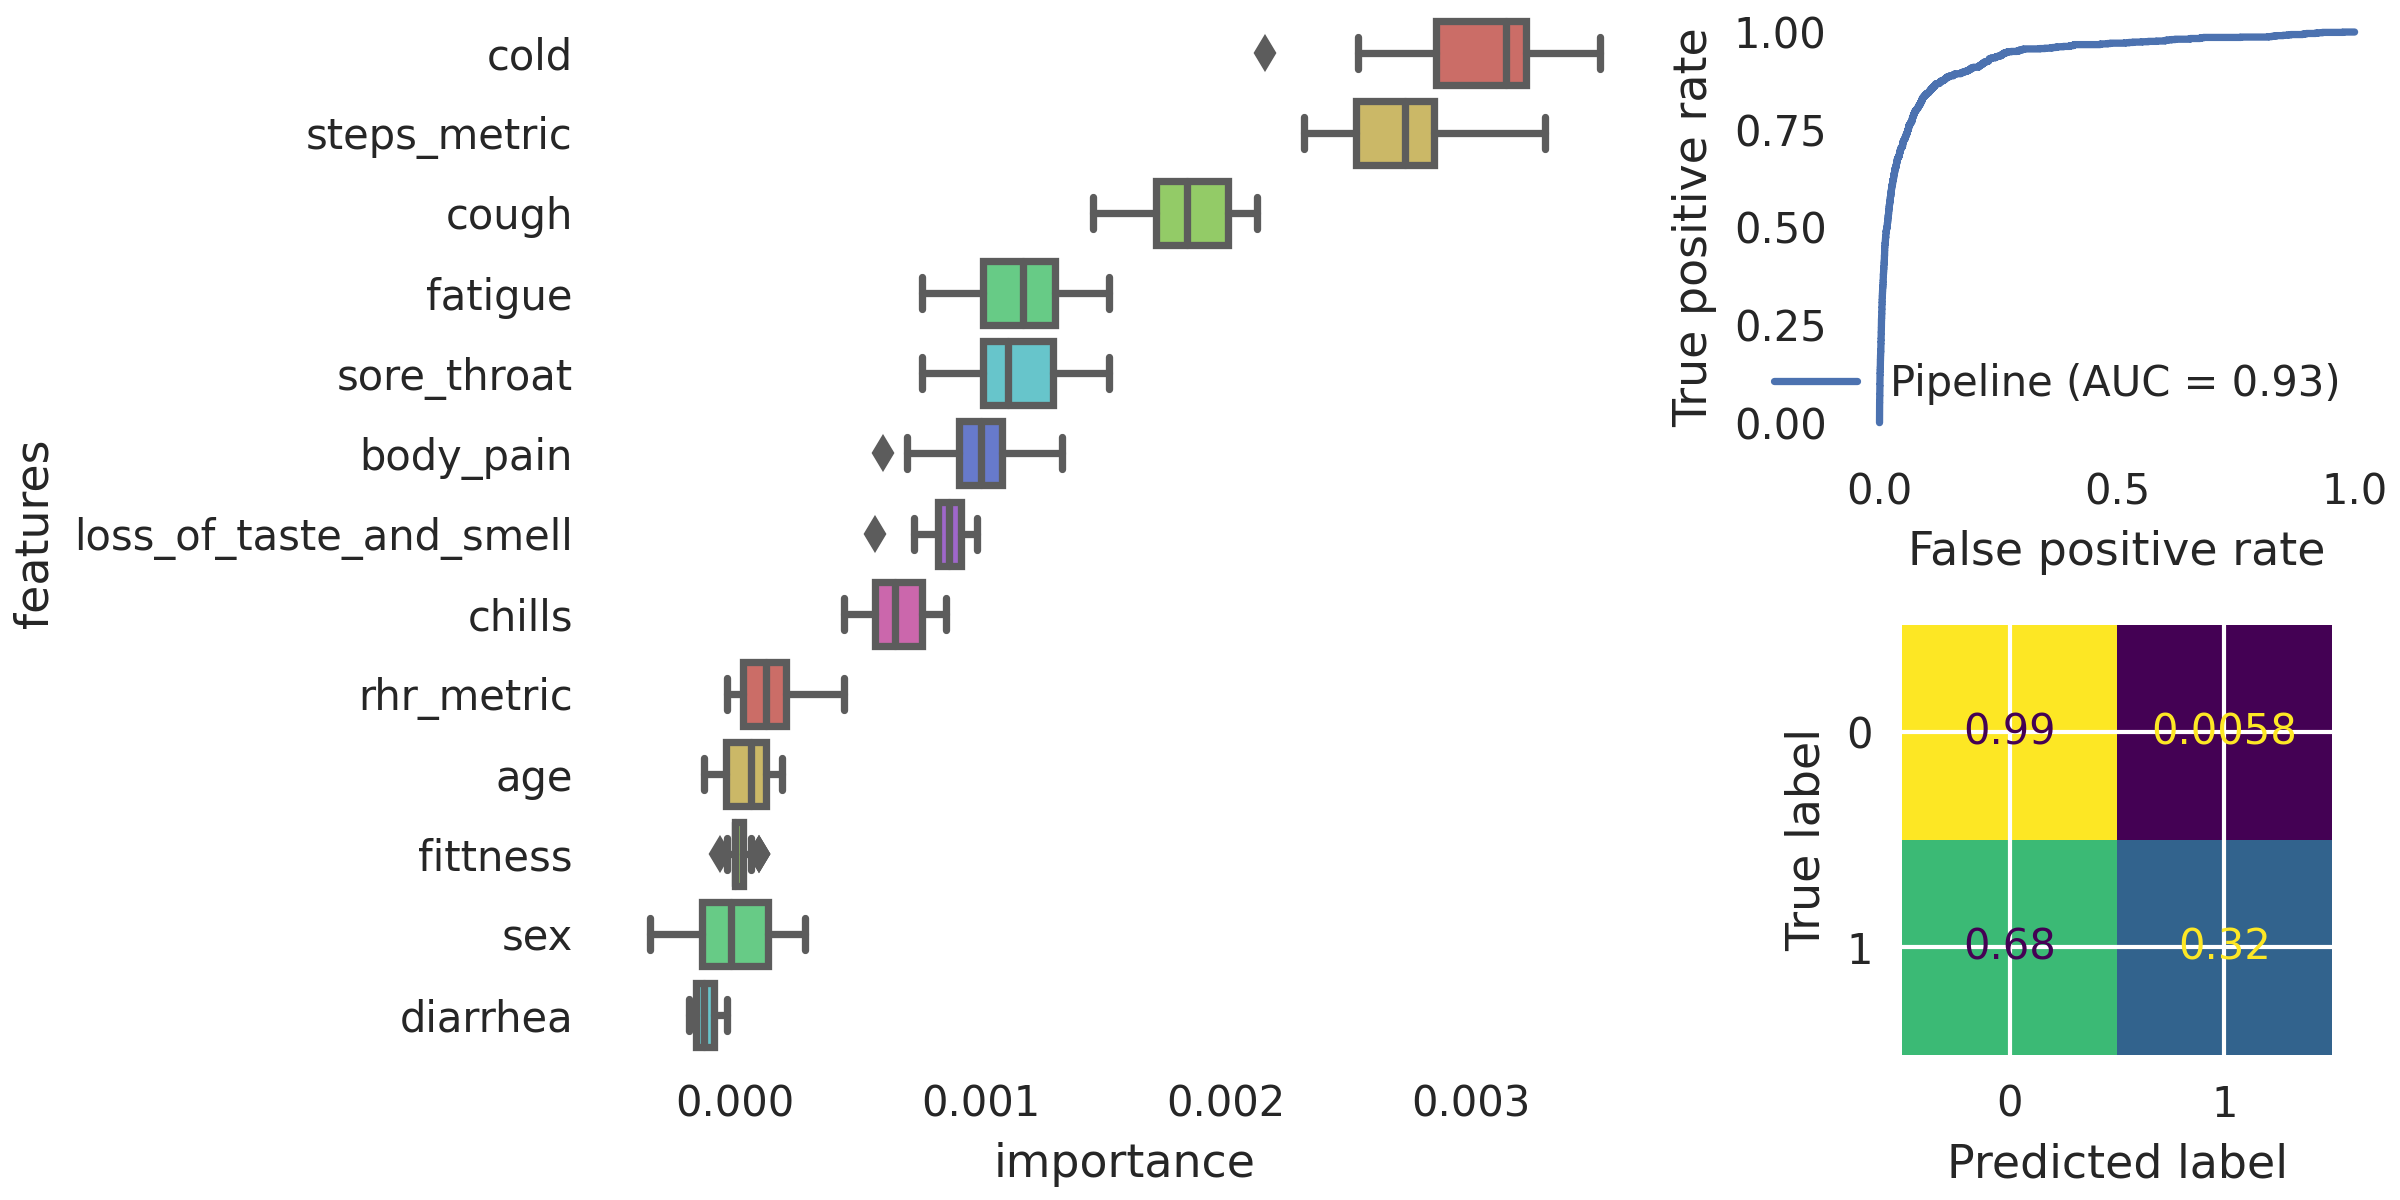 features
cold
steps_metric
cough
fatigue
sore_throat
body_pain
loss_of_taste_and_smell
chills
rhr_metric
age
fittness
sex
diarrhea
0.000 0.001 0.002 0.003
importance
True positive rate
1.00
0.75
0.50
0.25
0.00
Pipeline (AUC = 0.93)
0.0 0.5 1.0
False positive rate
True label
0 0.99 0.0058
1 0.68 0.32
0 1
Predicted label